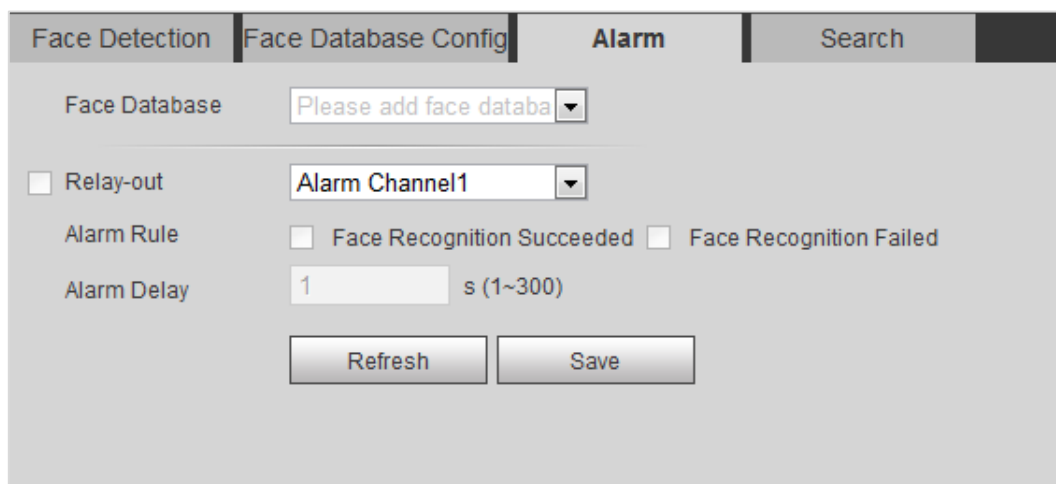 Face Detection Face Database Config Alarm Search
Face Database Please add face databa
Relay-out Alarm Channel1
Alarm Rule Face Recognition Succeeded Face Recognition Failed
Alarm Delay 1 s (1~300)
Refresh Save